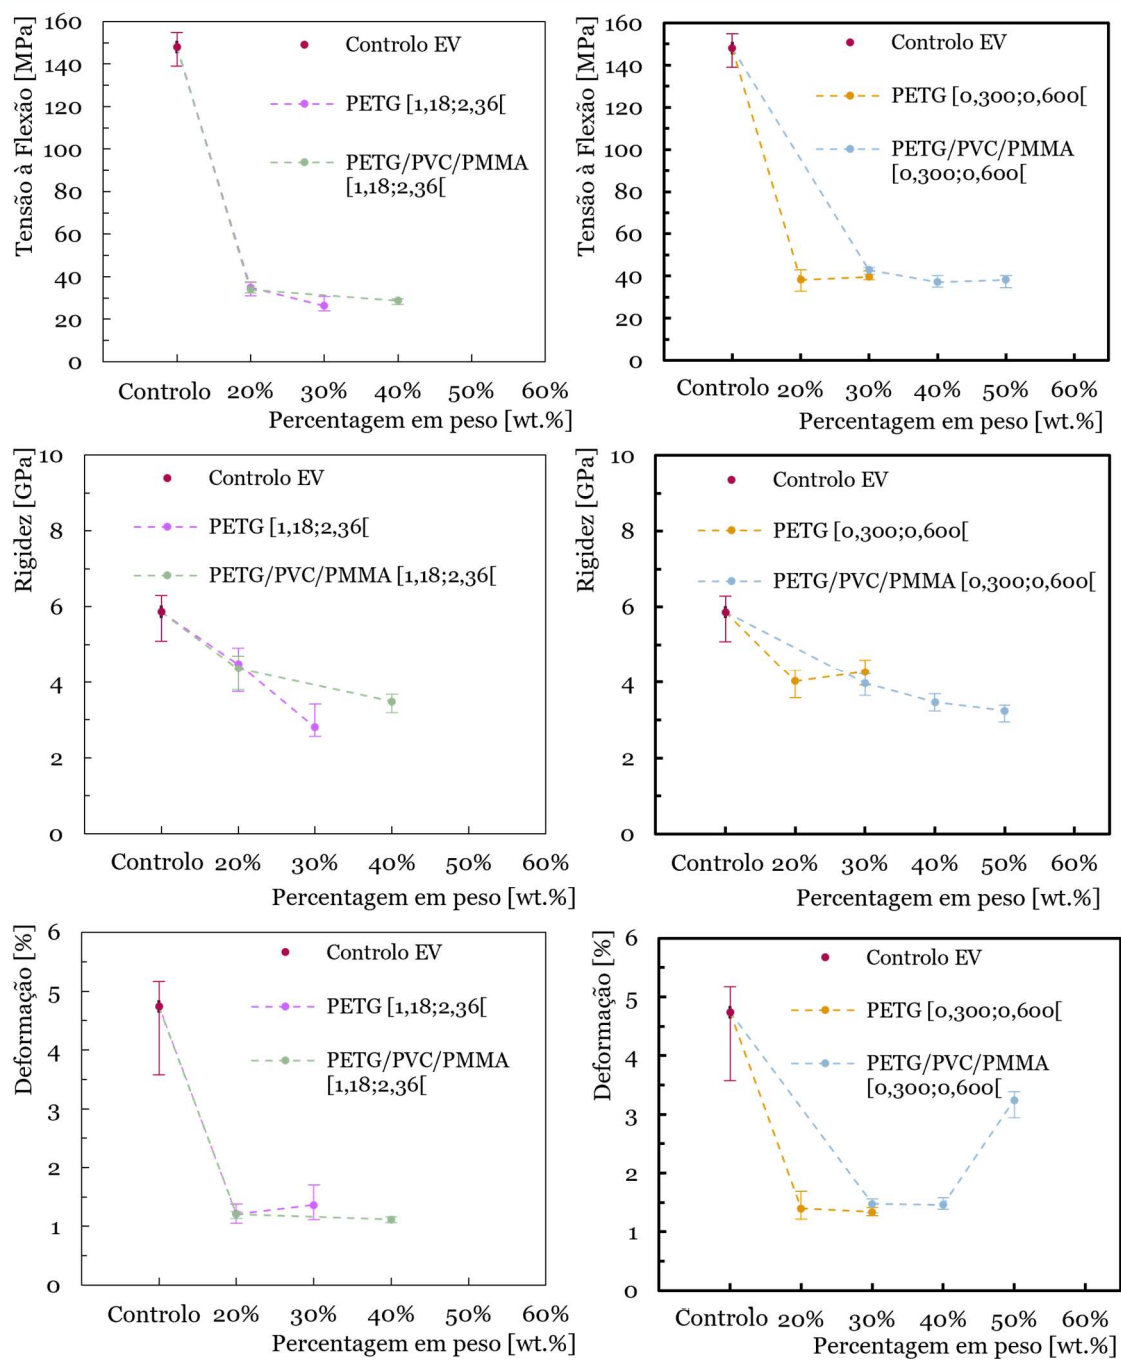 Tensão à Flexão [MPa]
160
140
120
100
80
60
40
20
0
Controlo EV
PETG [1,18;2,36[
PETG/PVC/PMMA
[1,18;2,36[
Controlo 20% 30% 40% 50% 60%
Percentagem em peso [wt.%]
Tensão à Flexão [MPa]
160
140
120
100
80
60
40
20
0
Controlo EV
PETG [0,300;0,600[
PETG/PVC/PMMA
[0,300;0,600[
Controlo 20% 30% 40% 50% 60%
Percentagem em peso [wt.%]
Rigidez [GPa]
10
8
6
4
2
0
Controlo EV
PETG [1,18;2,36[
PETG/PVC/PMMA [1,18;2,36[
Controlo 20% 30% 40% 50% 60%
Percentagem em peso [wt.%]
Rigidez [GPa]
10
8
6
4
2
0
Controlo EV
PETG [0,300;0,600[
PETG/PVC/PMMA [0,300;0,600[
Controlo 20% 30% 40% 50% 60%
Percentagem em peso [wt.%]
Deformação [%]
6
5
4
3
2
1
0
Controlo EV
PETG [1,18;2,36[
PETG/PVC/PMMA
[1,18;2,36[
Controlo 20% 30% 40% 50% 60%
Percentagem em peso [wt.%]
Deformação [%]
6
5
4
3
2
1
0
Controlo EV
PETG [0,300;0,600[
PETG/PVC/PMMA
[0,300;0,600[
Controlo 20% 30% 40% 50% 60%
Percentagem em peso [wt.%]